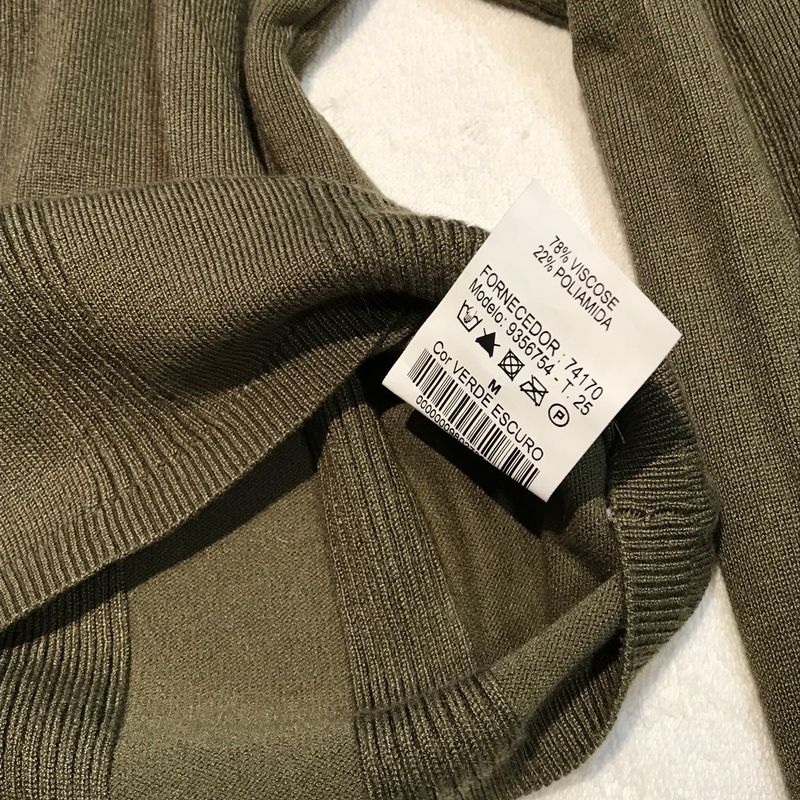 78% VISCOSE
22% POLIAMIDA
FORNECEDOR : 74170
Modelo: 9356754 - T. 25
P
M
Cor VERDE ESCURO